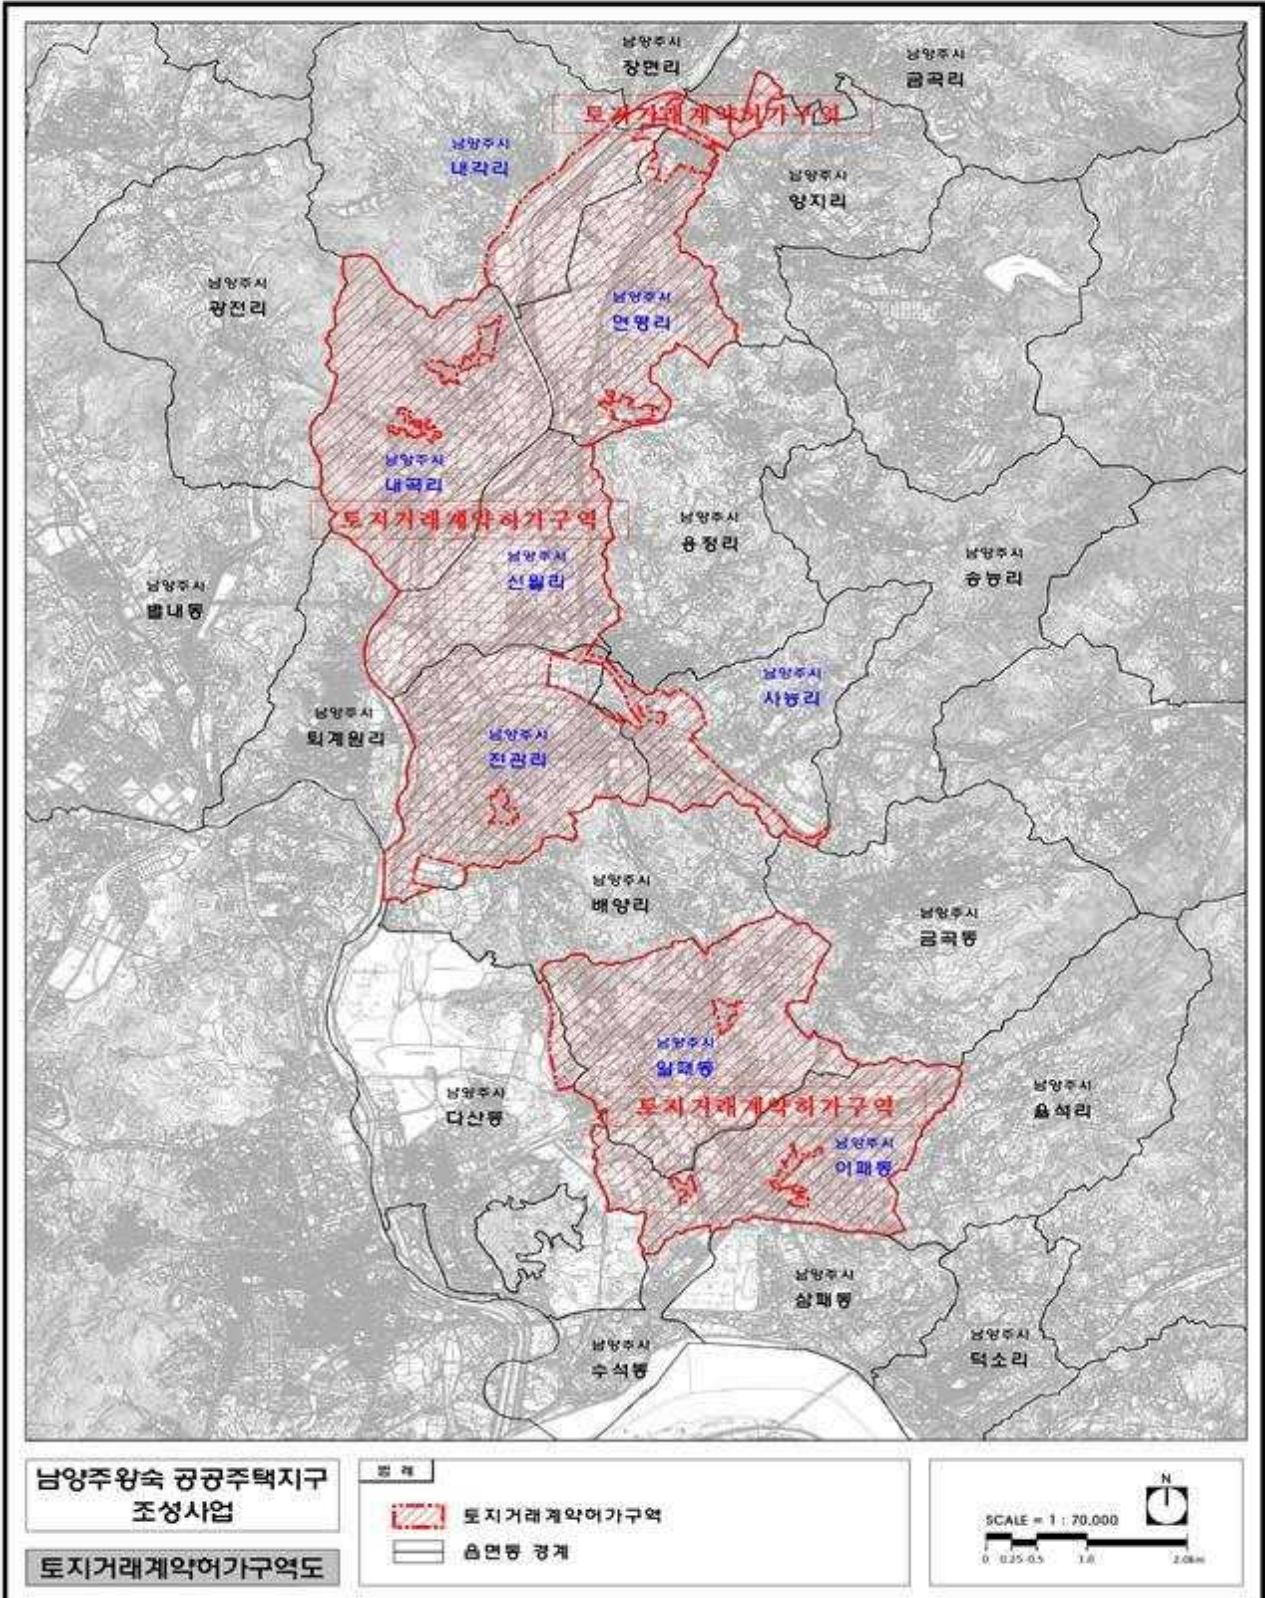 남양주시
장현리
남양주시
금곡리
토지거래계약허가구역
남양주시
내각리
남양주시
양지리
남양주시
광전리
남양주시
연평리
남양주시
내곡리
토지거래계약허가구역
남양주시
용정리
남양주시
신월리
남양주시
송능리
남양주시
별내동
남양주시
사능리
남양주시
퇴계원리
남양주시
진관리
남양주시
배양리
남양주시
금곡동
남양주시
일패동
남양주시
다산동
토지거래계약허가구역
남양주시
율석리
남양주시
이패동
남양주시
삼패동
남양주시
덕소리
남양주시
수석동
남양주왕숙 공공주택지구
조성사업
토지거래계약허가구역도
범 례
토지거래계약허가구역
읍면동 경계
N
SCALE = 1 : 70,000
0 0.25 0.5 1.0 2.0km